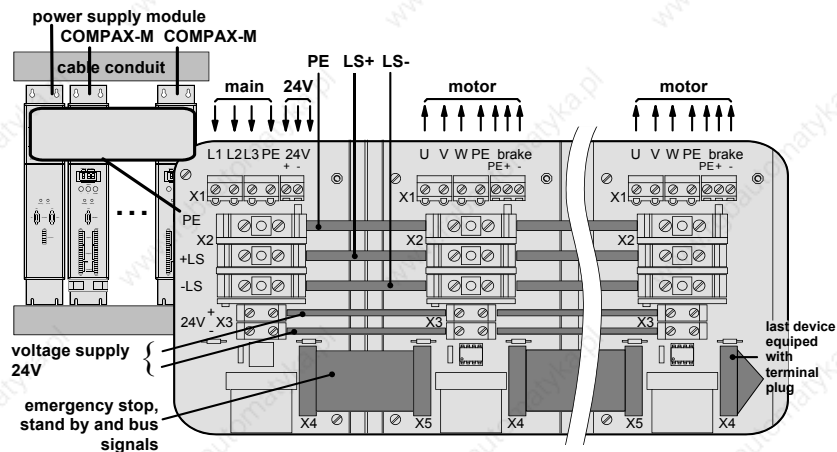 power supply module
COMPAX-M COMPAX-M
cable conduit
PE LS+ LS-
main 24V
motor
motor
L1 L2 L3 PE 24V
+ -
U V W PE brake
PE + -
U V W PE brake
PE + -
X1
X1
X1
PE
X2
X2
X2
+LS
-LS
24V + - X3
X3
X3
voltage supply
24V
last device
equiped
with
terminal
plug
emergency stop,
stand by and bus
signals
X4
X5
X4
X5
X4